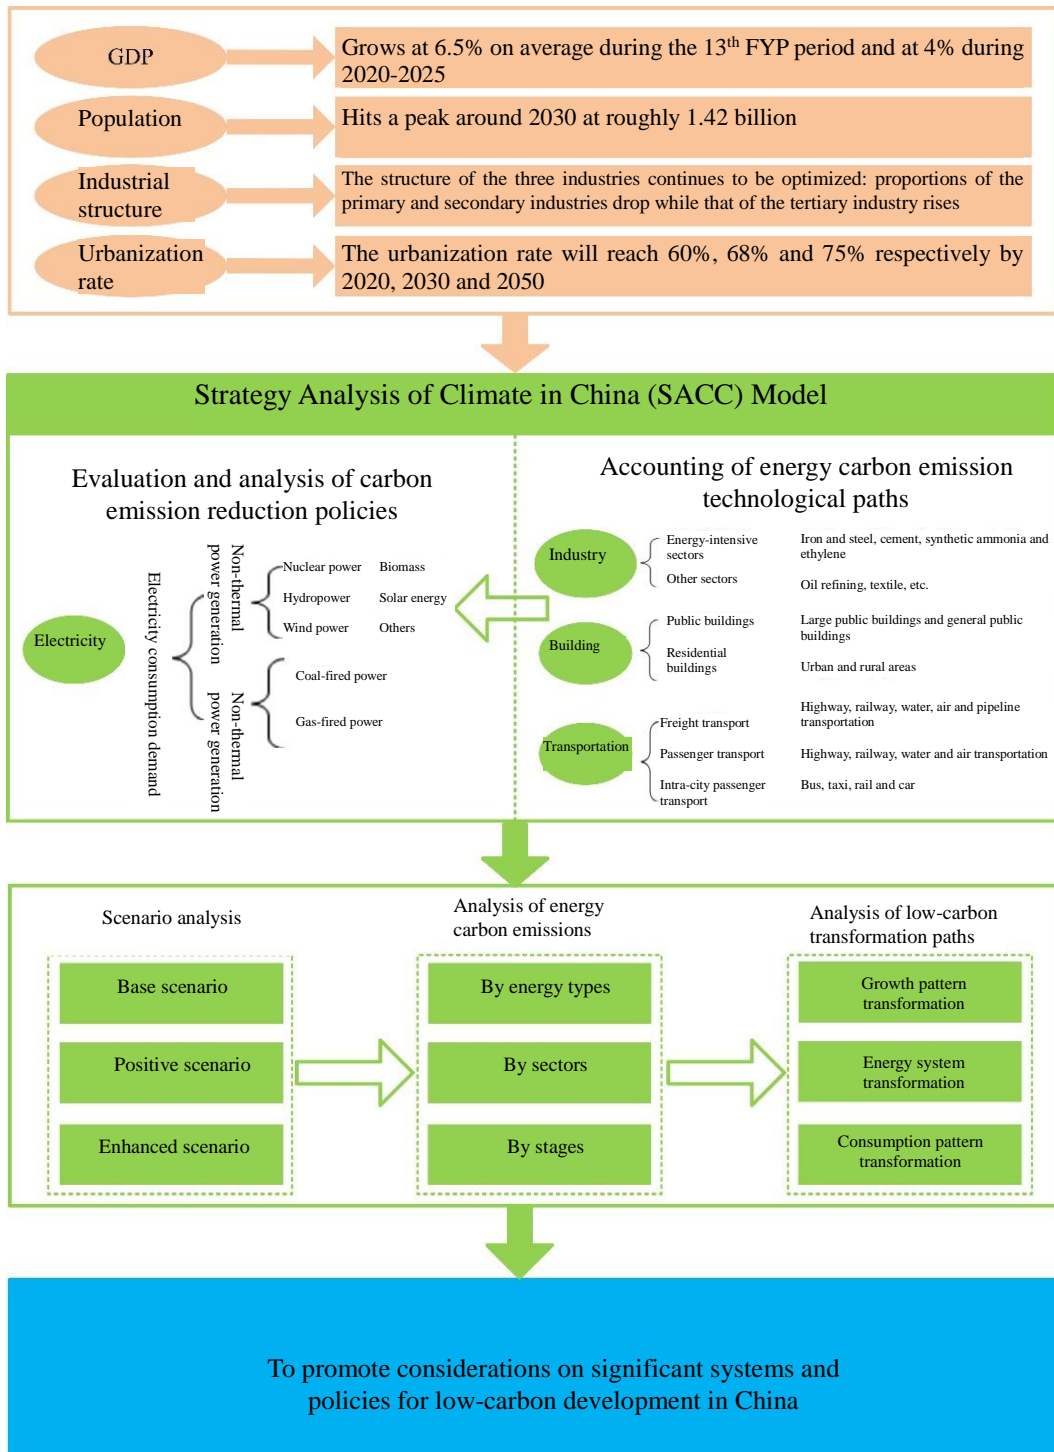 GDP
Grows at 6.5% on average during the 13th FYP period and at 4% during
2020-2025
Population
Hits a peak around 2030 at roughly 1.42 billion
Industrial
structure
The structure of the three industries continues to be optimized: proportions of the
primary and secondary industries drop while that of the tertiary industry rises
Urbanization
rate
The urbanization rate will reach 60%, 68% and 75% respectively by
2020, 2030 and 2050
Strategy Analysis of Climate in China (SACC) Model
Evaluation and analysis of carbon
emission reduction policies
Electricity
Electricity consumption demand
Non-thermal
power generation
Nuclear power
Biomass
Hydropower
Solar energy
Wind power
Others
Non-thermal
power generation
Coal-fired power
Gas-fired power
Accounting of energy carbon emission
technological paths
Industry
Energy-intensive
sectors
Iron and steel, cement, synthetic ammonia and
ethylene
Other sectors
Oil refining, textile, etc.
Building
Public buildings
Large public buildings and general public
buildings
Residential
buildings
Urban and rural areas
Transportation
Freight transport
Highway, railway, water, air and pipeline
transportation
Passenger transport
Highway, railway, water and air transportation
Intra-city passenger
transport
Bus, taxi, rail and car
Scenario analysis
Base scenario
Positive scenario
Enhanced scenario
Analysis of energy
carbon emissions
By energy types
By sectors
By stages
Analysis of low-carbon
transformation paths
Growth pattern
transformation
Energy system
transformation
Consumption pattern
transformation
To promote considerations on significant systems and
policies for low-carbon development in China